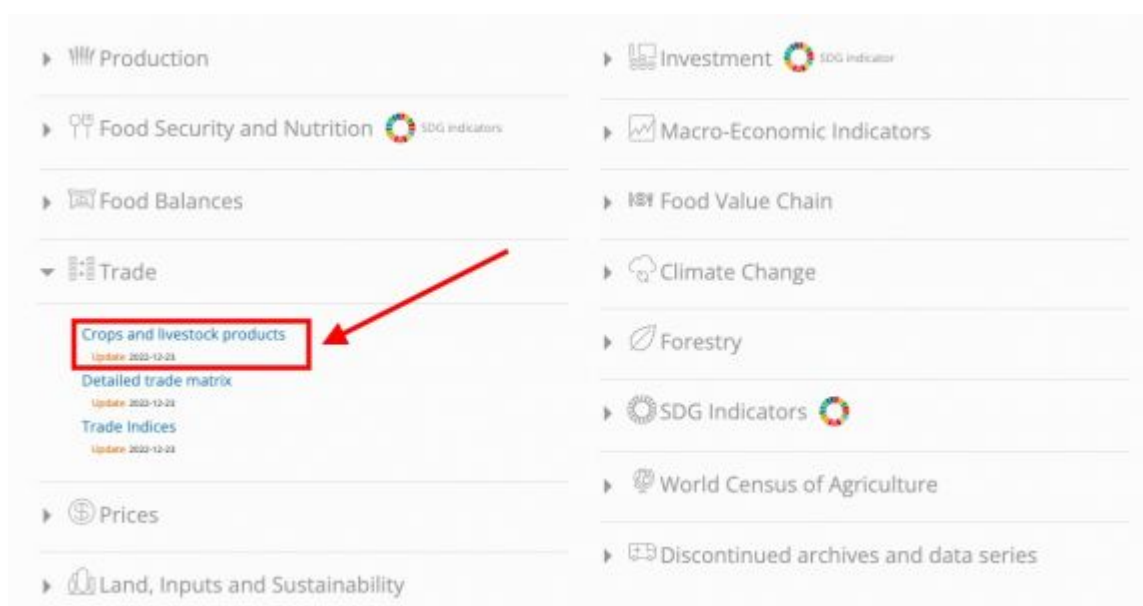 Production
Food Security and Nutrition SDG indicators
Food Balances
Trade
Crops and livestock products
Update 2022-12-23
Detailed trade matrix
Update 2022-12-23
Trade Indices
Update 2022-12-23
Prices
Land, Inputs and Sustainability
Investment SDG indicator
Macro-Economic Indicators
Food Value Chain
Climate Change
Forestry
SDG Indicators
World Census of Agriculture
Discontinued archives and data series